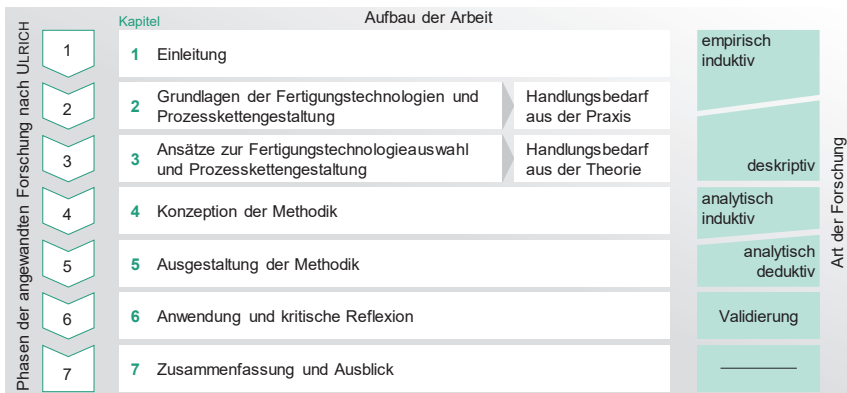 Aufbau der Arbeit
Kapitel
Phasen der angewandten Forschung nach ULRICH
Art der Forschung
1
1 Einleitung
empirisch
induktiv
2
2 Grundlagen der Fertigungstechnologien und
Prozesskettengestaltung
Handlungsbedarf
aus der Praxis
3
3 Ansätze zur Fertigungstechnologieauswahl
und Prozesskettengestaltung
Handlungsbedarf
aus der Theorie
deskriptiv
4
4 Konzeption der Methodik
analytisch
induktiv
5
5 Ausgestaltung der Methodik
analytisch
deduktiv
6
6 Anwendung und kritische Reflexion
Validierung
7
7 Zusammenfassung und Ausblick